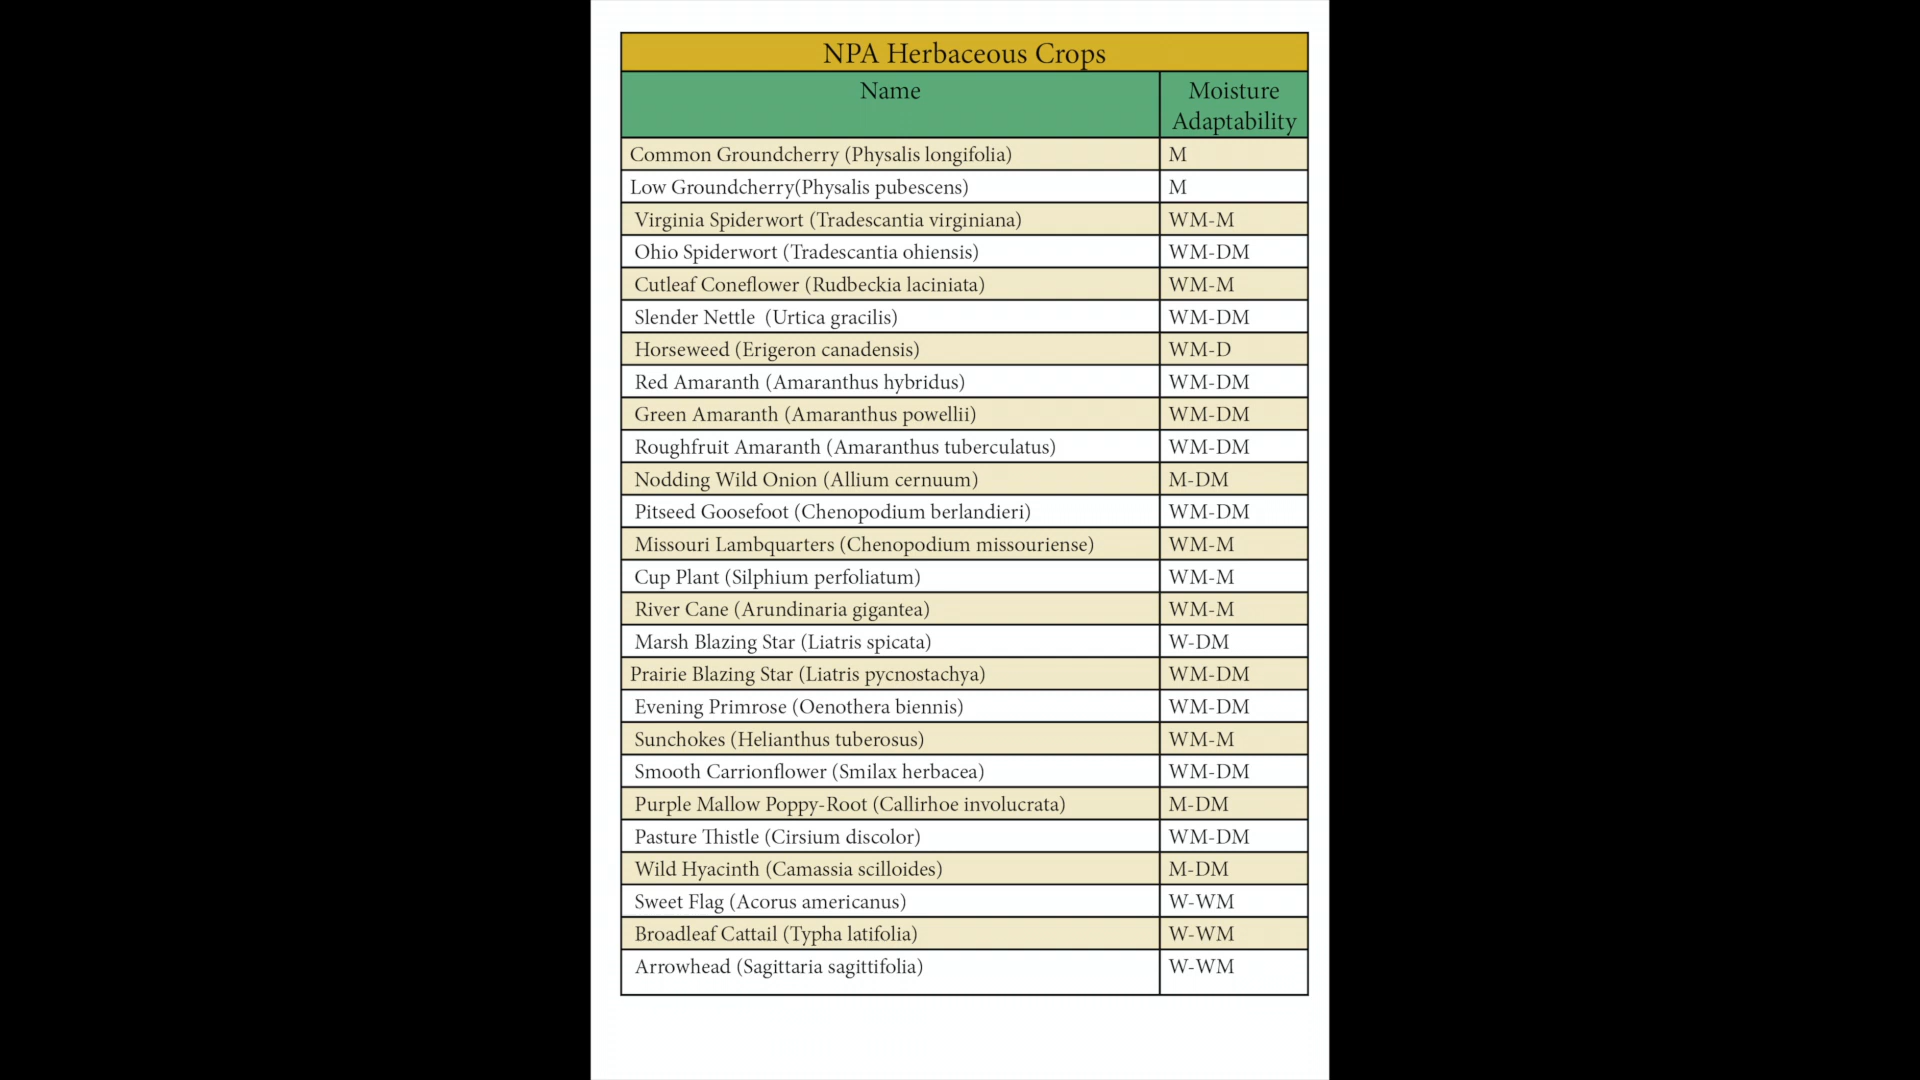 NPA Herbaceous Crops
Name
Moisture
Adaptability
Common Groundcherry (Physalis longifolia) M
Low Groundcherry(Physalis pubescens) M
Virginia Spiderwort (Tradescantia virginiana) WM-M
Ohio Spiderwort (Tradescantia ohiensis) WM-DM
Cutleaf Coneflower (Rudbeckia laciniata) WM-M
Slender Nettle (Urtica gracilis) WM-DM
Horseweed (Erigeron canadensis) WM-D
Red Amaranth (Amaranthus hybridus) WM-DM
Green Amaranth (Amaranthus powellii) WM-DM
Roughfruit Amaranth (Amaranthus tuberculatus) WM-DM
Nodding Wild Onion (Allium cernuum) M-DM
Pitseed Goosefoot (Chenopodium berlandieri) WM-DM
Missouri Lambquarters (Chenopodium missouriense) WM-M
Cup Plant (Silphium perfoliatum) WM-M
River Cane (Arundinaria gigantea) WM-M
Marsh Blazing Star (Liatris spicata) W-DM
Prairie Blazing Star (Liatris pycnostachya) WM-DM
Evening Primrose (Oenothera biennis) WM-DM
Sunchokes (Helianthus tuberosus) WM-M
Smooth Carrionflower (Smilax herbacea) WM-DM
Purple Mallow Poppy-Root (Callirhoe involucrata) M-DM
Pasture Thistle (Cirsium discolor) WM-DM
Wild Hyacinth (Camassia scilloides) M-DM
Sweet Flag (Acorus americanus) W-WM
Broadleaf Cattail (Typha latifolia) W-WM
Arrowhead (Sagittaria sagittifolia) W-WM